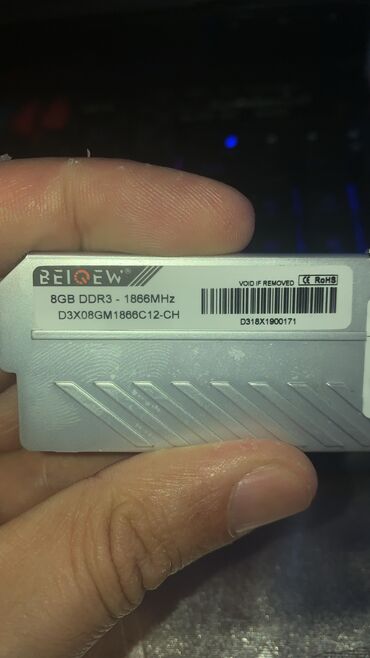 BEIQEW
8GB DDR3 - 1866MHz
D3X08GM1866C12-CH
VOID IF REMOVED CE RoHS
D318X1900171